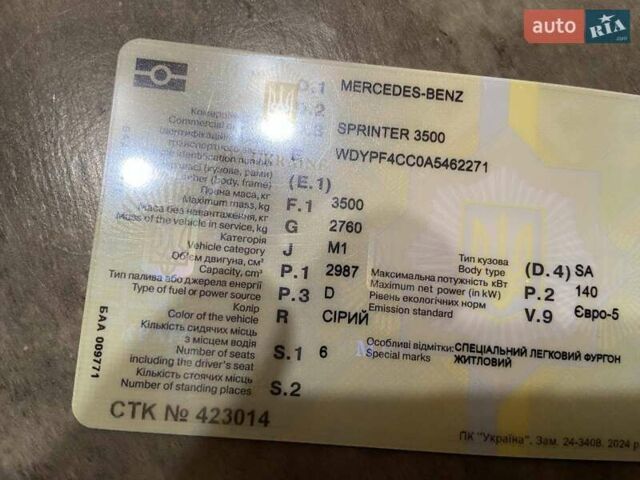 auto RIA .com
D.1 MERCEDES-BENZ
D.3 SPRINTER 3500
E WDYPF4CC0A5462271
(E.1)
Повна маса, кг
Maximum mass, kg F.1 3500
Маса без навантаження, кг
Mass of the vehicle in service, kg G 2760
Категорія
Vehicle category J M1
Об'єм двигуна, см³
Capacity, cm³ P.1 2987
Тип палива або джерела енергії
Type of fuel or power source P.3 D
Колір
Color of the vehicle R СІРИЙ
Кількість сидячих місць
з місцем водія
Number of seats S.1 6
including the driver's seat
Кількість стоячих місць
Number of standing places S.2
Тип кузова
Body type (D.4) SA
Максимальна потужність кВт
Maximum net power (in kW) P.2 140
Рівень екологічних норм
Emission standard V.9 Євро-5
Особливі відмітки: СПЕЦІАЛЬНИЙ ЛЕГКОВИЙ ФУРГОН
Special marks ЖИТЛОВИЙ
БАА 009771
СТК № 423014
ПК "Україна". Зам. 24-3408. 2024 р